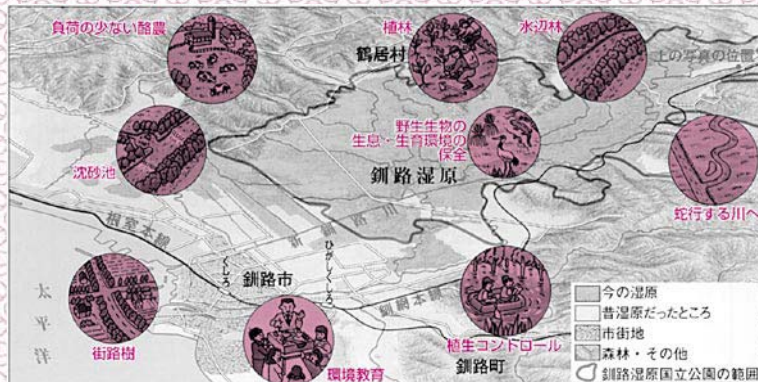 負荷の少ない酪農
植林
水辺林
鶴居村
上の写真の位置
沈砂池
野生生物の
生息・生育環境の
保全
釧路湿原
蛇行する川へ
根室本線
新釧路川
くしろ
ひがしくしろ
釧路市
釧網本線
太平洋
街路樹
環境教育
植生コントロール
釧路町
今の湿原
昔湿原だったところ
市街地
森林・その他
釧路湿原国立公園の範囲